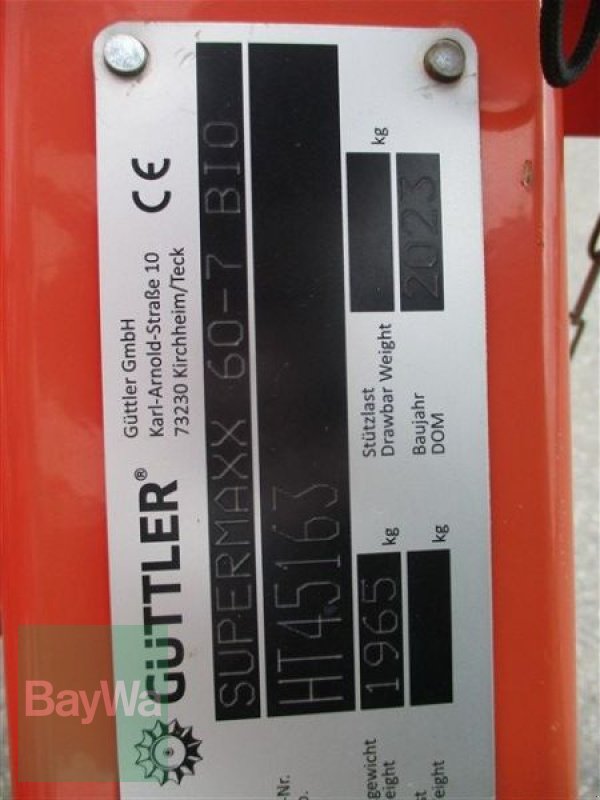 GÜTTLER®
Güttler GmbH
Karl-Arnold-Straße 10
73230 Kirchheim/Teck
CE
SUPERMAXX 60-7 BIO
-Nr.
HT45163
1965 kg
Stützlast
Drawbar Weight
kg
kg
Baujahr
DOM
2023
BayWa